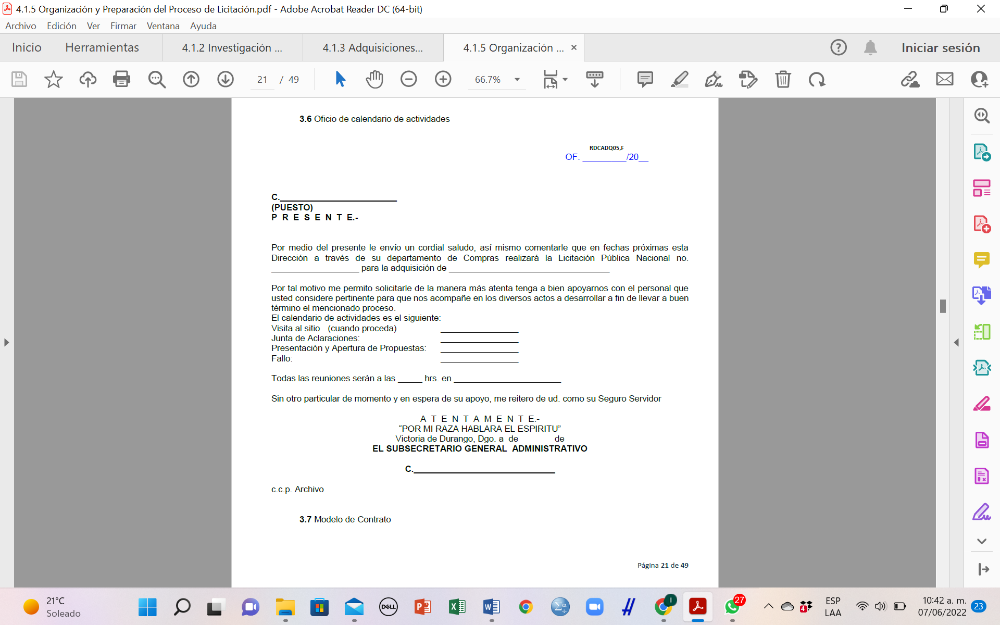 4.1.5 Organización y Preparación del Proceso de Licitación.pdf - Adobe Acrobat Reader DC (64-bit)
Archivo Edición Ver Firmar Ventana Ayuda
Inicio Herramientas 4.1.2 Investigación ... 4.1.3 Adquisiciones... 4.1.5 Organización ... Iniciar sesión
21 / 49 66.7%
3.6 Oficio de calendario de actividades
RDCADQ05,F
OF. _________/20__
C.________________________
(PUESTO)
P R E S E N T E.-
Por medio del presente le envío un cordial saludo, así mismo comentarle que en fechas próximas esta
Dirección a través de su departamento de Compras realizará la Licitación Pública Nacional no.
__________________ para la adquisición de _________________________________
Por tal motivo me permito solicitarle de la manera más atenta tenga a bien apoyarnos con el personal que
usted considere pertinente para que nos acompañe en los diversos actos a desarrollar a fin de llevar a buen
término el mencionado proceso.
El calendario de actividades es el siguiente:
Visita al sitio (cuando proceda) ________________
Junta de Aclaraciones: ________________
Presentación y Apertura de Propuestas: ________________
Fallo: ________________
Todas las reuniones serán a las _____ hrs. en ______________________
Sin otro particular de momento y en espera de su apoyo, me reitero de ud. como su Seguro Servidor
A T E N T A M E N T E.-
“POR MI RAZA HABLARA EL ESPIRITU”
Victoria de Durango, Dgo. a de de
EL SUBSECRETARIO GENERAL ADMINISTRATIVO
C._____________________________
c.c.p. Archivo
3.7 Modelo de Contrato
Página 21 de 49
21°C
Soleado
DELL
27
4
ESP
LAA
10:42 a. m.
07/06/2022
23